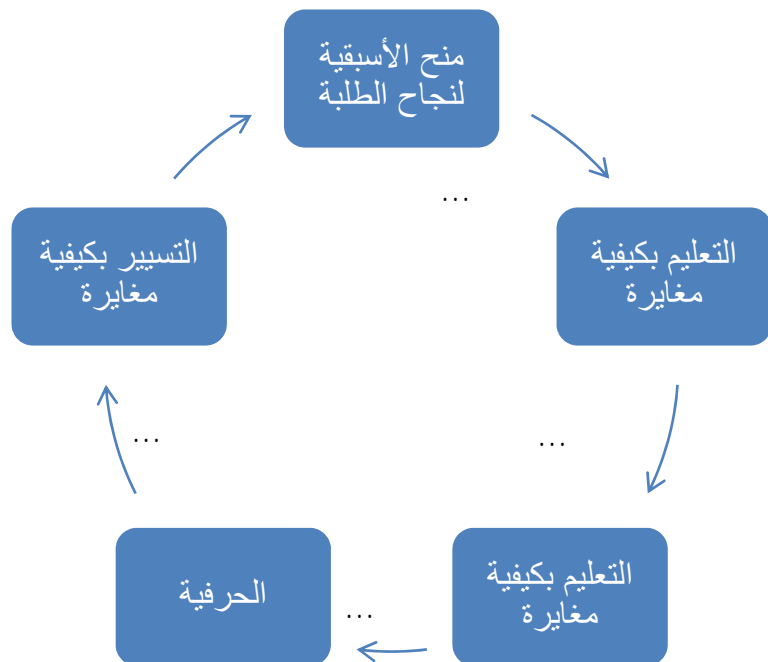 منح الأسبقية
لنجاح الطلبة
...
التعليم بكيفية
مغايرة
...
التعليم بكيفية
مغايرة
...
الحرفية
...
التسيير بكيفية
مغايرة